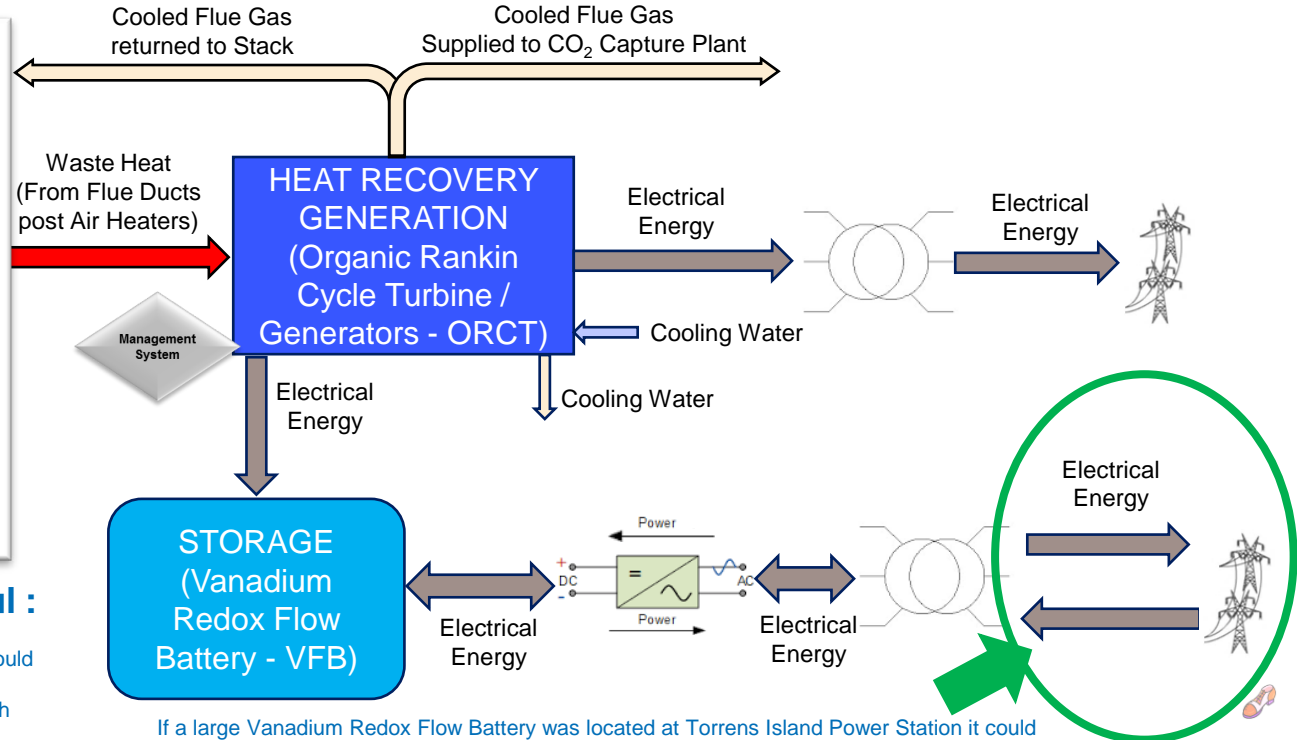 Cooled Flue Gas
returned to Stack
Cooled Flue Gas
Supplied to CO₂ Capture Plant
Waste Heat
(From Flue Ducts
post Air Heaters)
HEAT RECOVERY
GENERATION
(Organic Rankin
Cycle Turbine /
Generators - ORCT)
Electrical
Energy
Electrical
Energy
Management
System
Cooling Water
Cooling Water
Electrical
Energy
Electrical
Energy
STORAGE
(Vanadium
Redox Flow
Battery - VFB)
Power
+
DC
-
=
AC
Power
Electrical
Energy
Electrical
Energy
If a large Vanadium Redox Flow Battery was located at Torrens Island Power Station it could